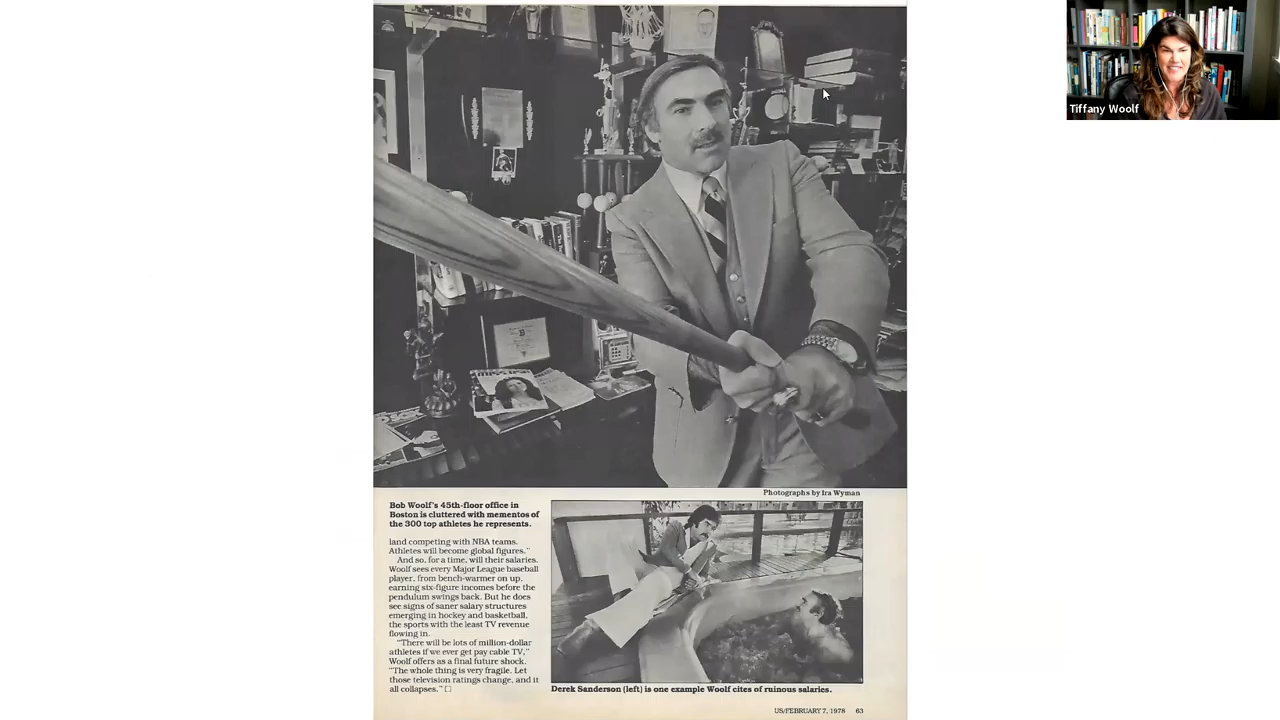 Tiffany Woolf
Photographs by Ira Wyman
Bob Woolf's 45th-floor office in
Boston is cluttered with mementos of
the 300 top athletes he represents.
land competing with NBA teams.
Athletes will become global figures."
And so, for a time, will their salaries.
Woolf sees every Major League baseball
player, from bench-warmer on up,
earning six-figure incomes before the
pendulum swings back. But he does
see signs of saner salary structures
emerging in hockey and basketball,
the sports with the least TV revenue
flowing in.
"There will be lots of million-dollar
athletes if we ever get pay cable TV,"
Woolf offers as a final future shock.
"The whole thing is very fragile. Let
those television ratings change, and it
all collapses." □
Derek Sanderson (left) is one example Woolf cites of ruinous salaries.
US/FEBRUARY 7, 1978 63